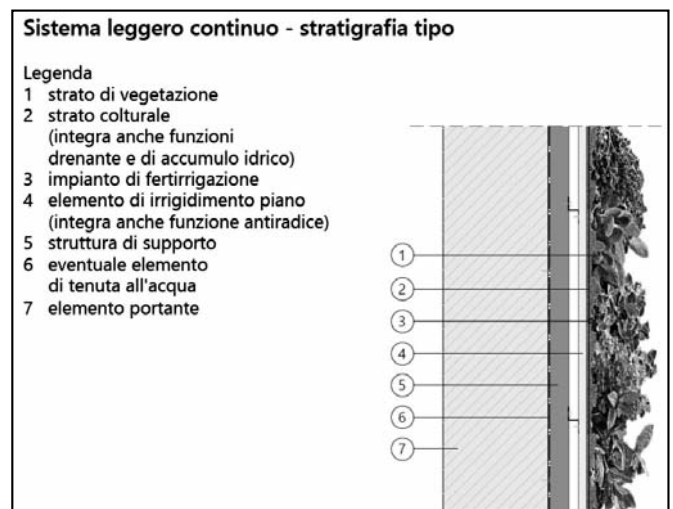 Sistema leggero continuo - stratigrafia tipo
Legenda
1 strato di vegetazione
2 strato colturale
(integra anche funzioni
drenante e di accumulo idrico)
3 impianto di fertirrigazione
4 elemento di irrigidimento piano
(integra anche funzione antiradice)
5 struttura di supporto
6 eventuale elemento
di tenuta all'acqua
7 elemento portante
1
2
3
4
5
6
7